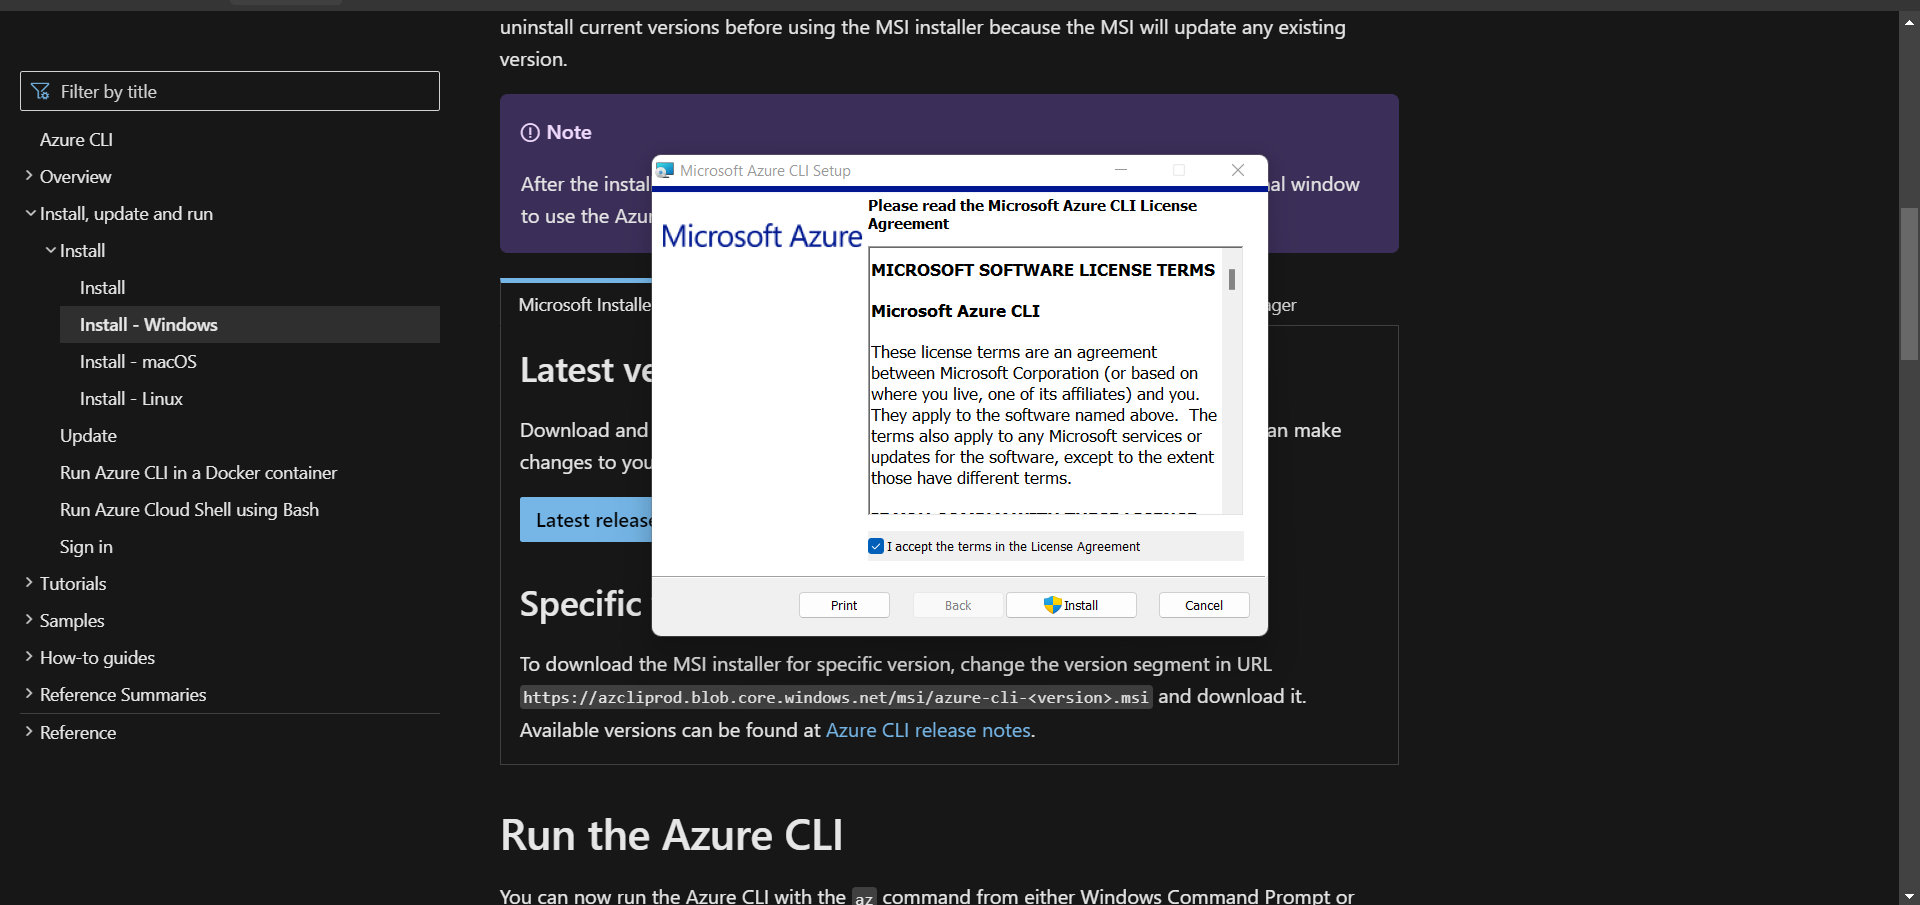 uninstall current versions before using the MSI installer because the MSI will update any existing
version.
Filter by title
Azure CLI
Overview
Install, update and run
Install
Install
Install - Windows
Install - macOS
Install - Linux
Update
Run Azure CLI in a Docker container
Run Azure Cloud Shell using Bash
Sign in
Tutorials
Samples
How-to guides
Reference Summaries
Reference
Note
After the instal
al window
to use the Azu
Microsoft Installe
ager
Latest ve
Download and
an make
changes to you
Latest release
Specific
Microsoft Azure CLI Setup
Microsoft Azure
Please read the Microsoft Azure CLI License
Agreement
MICROSOFT SOFTWARE LICENSE TERMS
Microsoft Azure CLI
These license terms are an agreement
between Microsoft Corporation (or based on
where you live, one of its affiliates) and you.
They apply to the software named above.  The
terms also apply to any Microsoft services or
updates for the software, except to the extent
those have different terms.
I accept the terms in the License Agreement
Print
Back
Install
Cancel
To download the MSI installer for specific version, change the version segment in URL
https://azcliprod.blob.core.windows.net/msi/azure-cli-<version>.msi and download it.
Available versions can be found at Azure CLI release notes.
Run the Azure CLI
You can now run the Azure CLI with the az command from either Windows Command Prompt or